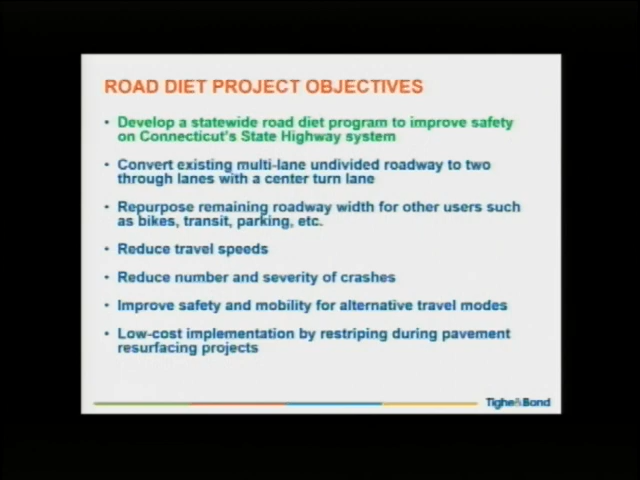 ROAD DIET PROJECT OBJECTIVES
• Develop a statewide road diet program to improve safety
on Connecticut's State Highway system
• Convert existing multi-lane undivided roadway to two
through lanes with a center turn lane
• Repurpose remaining roadway width for other users such
as bikes, transit, parking, etc.
• Reduce travel speeds
• Reduce number and severity of crashes
• Improve safety and mobility for alternative travel modes
• Low-cost implementation by restriping during pavement
resurfacing projects
Tighe&Bond